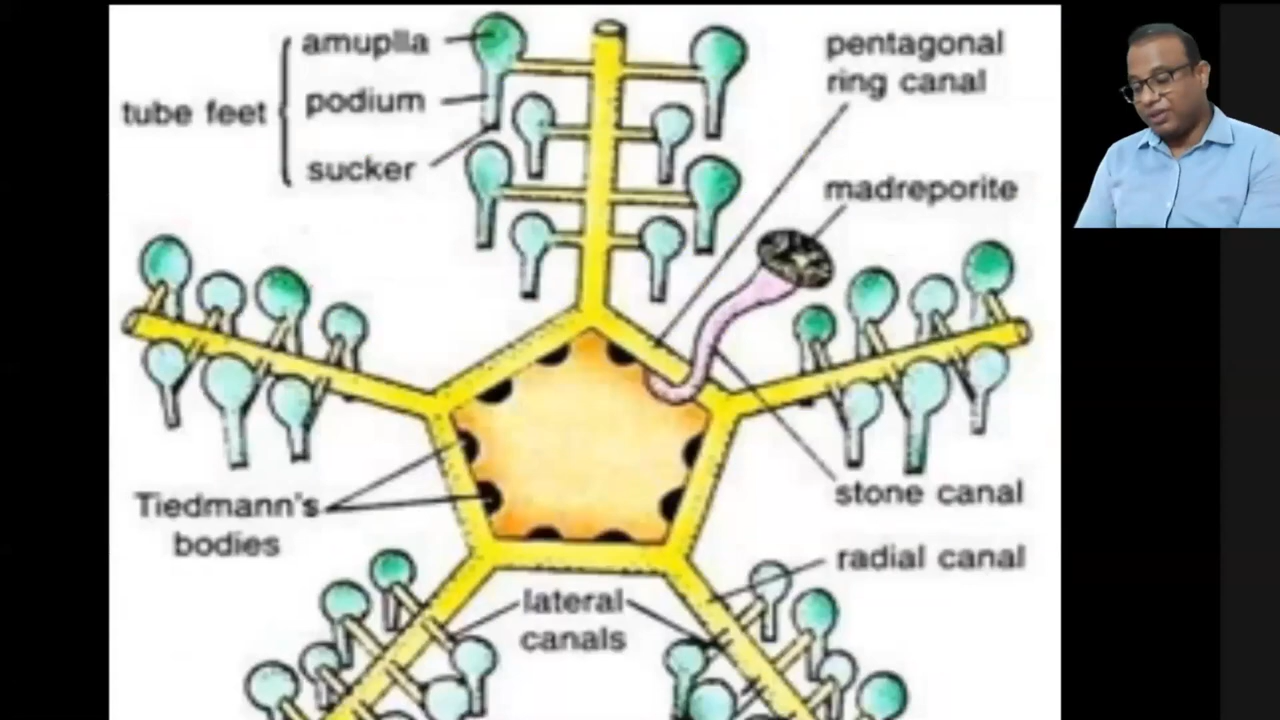 amuplla
tube feet
podium
sucker
pentagonal
ring canal
madreporite
Tiedmann's
bodies
stone canal
radial canal
lateral
canals